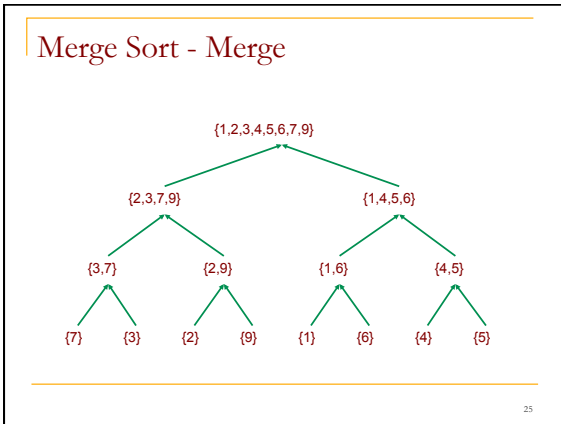 Merge Sort - Merge
{1,2,3,4,5,6,7,9}
{2,3,7,9} {1,4,5,6}
{3,7} {2,9} {1,6} {4,5}
{7} {3} {2} {9} {1} {6} {4} {5}
25